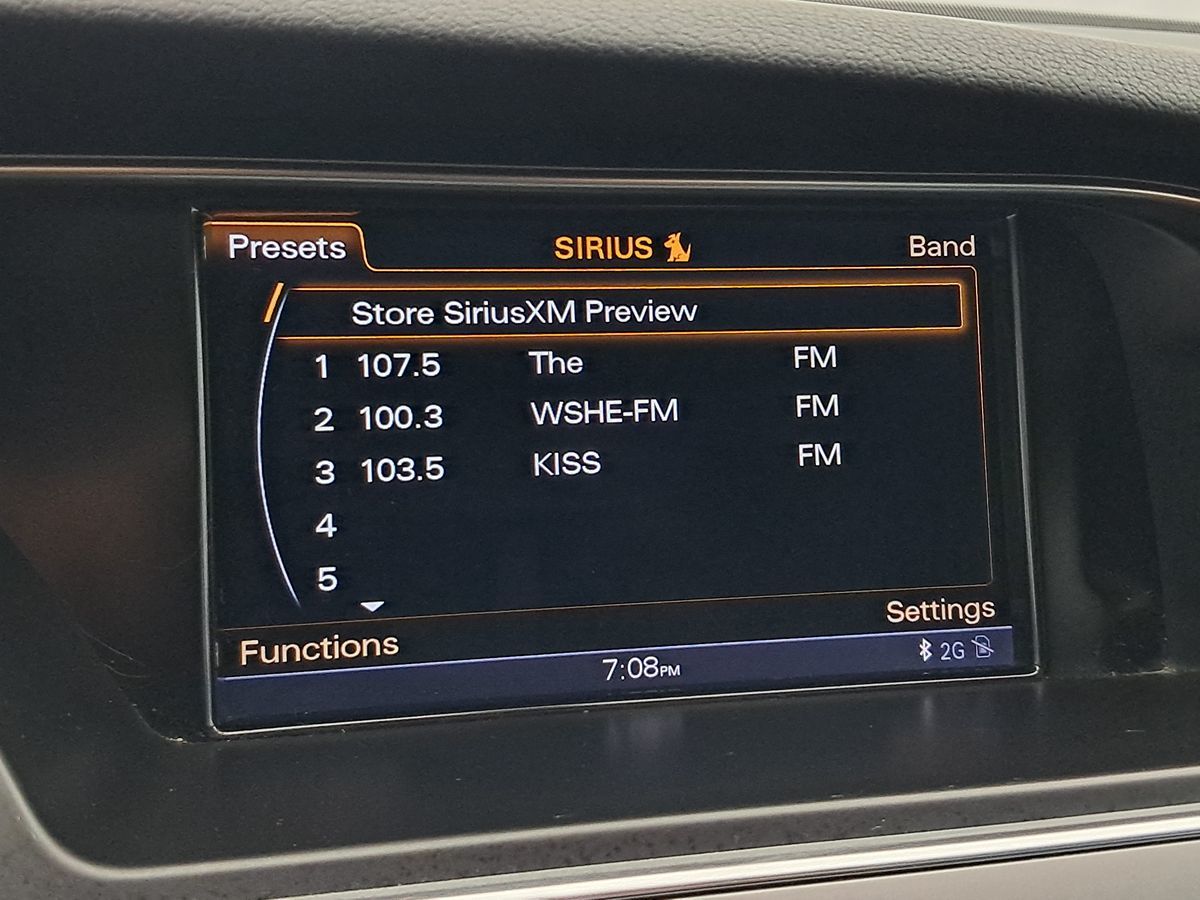 Presets SIRIUS Band
Store SiriusXM Preview
1 107.5 The FM
2 100.3 WSHE-FM FM
3 103.5 KISS FM
4
5
Settings
Functions
7:08PM 2G